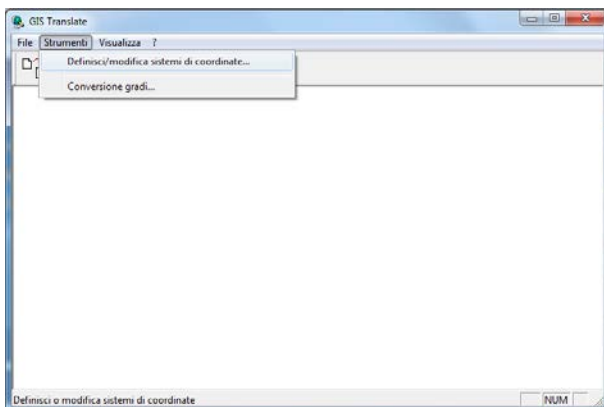 GIS Translate
File Strumenti Visualizza ?
Definisci/modifica sistemi di coordinate...
Conversione gradi...
Definisci o modifica sistemi di coordinate
NUM